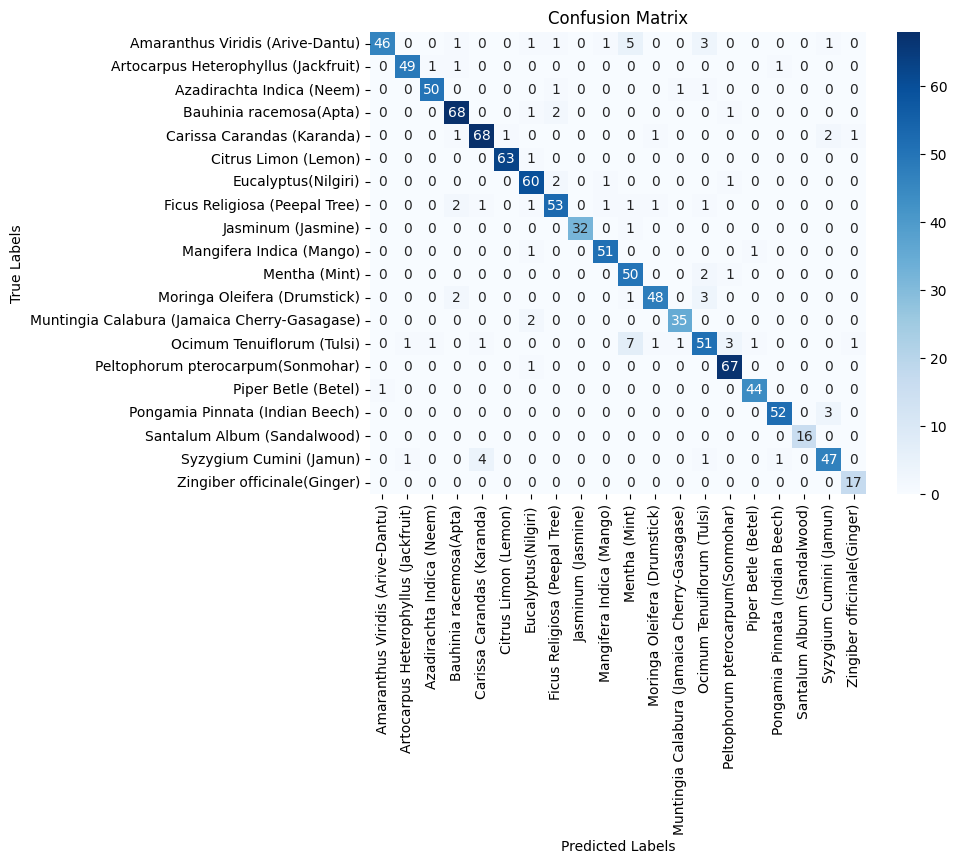 Confusion Matrix
True Labels
Amaranthus Viridis (Arive-Dantu) 46 0 0 1 0 0 1 1 0 1 5 0 0 3 0 0 0 0 1 0
Artocarpus Heterophyllus (Jackfruit) 0 49 1 1 0 0 0 0 0 0 0 0 0 0 0 0 1 0 0 0
Azadirachta Indica (Neem) 0 0 50 0 0 0 0 1 0 0 0 0 1 1 0 0 0 0 0 0
Bauhinia racemosa(Apta) 0 0 0 68 0 0 1 2 0 0 0 0 0 0 1 0 0 0 0 0
Carissa Carandas (Karanda) 0 0 0 1 68 1 0 0 0 0 0 1 0 0 0 0 0 0 2 1
Citrus Limon (Lemon) 0 0 0 0 0 63 1 0 0 0 0 0 0 0 0 0 0 0 0 0
Eucalyptus(Nilgiri) 0 0 0 0 0 0 60 2 0 1 0 0 0 0 1 0 0 0 0 0
Ficus Religiosa (Peepal Tree) 0 0 0 2 1 0 1 53 0 1 1 1 0 1 0 0 0 0 0 0
Jasminum (Jasmine) 0 0 0 0 0 0 0 0 32 0 1 0 0 0 0 0 0 0 0 0
Mangifera Indica (Mango) 0 0 0 0 0 0 1 0 0 51 0 0 0 0 0 1 0 0 0 0
Mentha (Mint) 0 0 0 0 0 0 0 0 0 0 50 0 0 2 1 0 0 0 0 0
Moringa Oleifera (Drumstick) 0 0 0 2 0 0 0 0 0 0 1 48 0 3 0 0 0 0 0 0
Muntingia Calabura (Jamaica Cherry-Gasagase) 0 0 0 0 0 0 2 0 0 0 0 0 35 0 0 0 0 0 0 0
Ocimum Tenuiflorum (Tulsi) 0 1 1 0 1 0 0 0 0 0 7 1 1 51 3 1 0 0 0 1
Peltophorum pterocarpum(Sonmohar) 0 0 0 0 0 0 1 0 0 0 0 0 0 0 67 0 0 0 0 0
Piper Betle (Betel) 1 0 0 0 0 0 0 0 0 0 0 0 0 0 0 44 0 0 0 0
Pongamia Pinnata (Indian Beech) 0 0 0 0 0 0 0 0 0 0 0 0 0 0 0 0 52 0 3 0
Santalum Album (Sandalwood) 0 0 0 0 0 0 0 0 0 0 0 0 0 0 0 0 0 16 0 0
Syzygium Cumini (Jamun) 0 1 0 0 4 0 0 0 0 0 0 0 0 1 0 0 1 0 47 0
Zingiber officinale(Ginger) 0 0 0 0 0 0 0 0 0 0 0 0 0 0 0 0 0 0 0 17
Amaranthus Viridis (Arive-Dantu)
Artocarpus Heterophyllus (Jackfruit)
Azadirachta Indica (Neem)
Bauhinia racemosa(Apta)
Carissa Carandas (Karanda)
Citrus Limon (Lemon)
Eucalyptus(Nilgiri)
Ficus Religiosa (Peepal Tree)
Jasminum (Jasmine)
Mangifera Indica (Mango)
Mentha (Mint)
Moringa Oleifera (Drumstick)
Muntingia Calabura (Jamaica Cherry-Gasagase)
Ocimum Tenuiflorum (Tulsi)
Peltophorum pterocarpum(Sonmohar)
Piper Betle (Betel)
Pongamia Pinnata (Indian Beech)
Santalum Album (Sandalwood)
Syzygium Cumini (Jamun)
Zingiber officinale(Ginger)
Predicted Labels
60
50
40
30
20
10
0